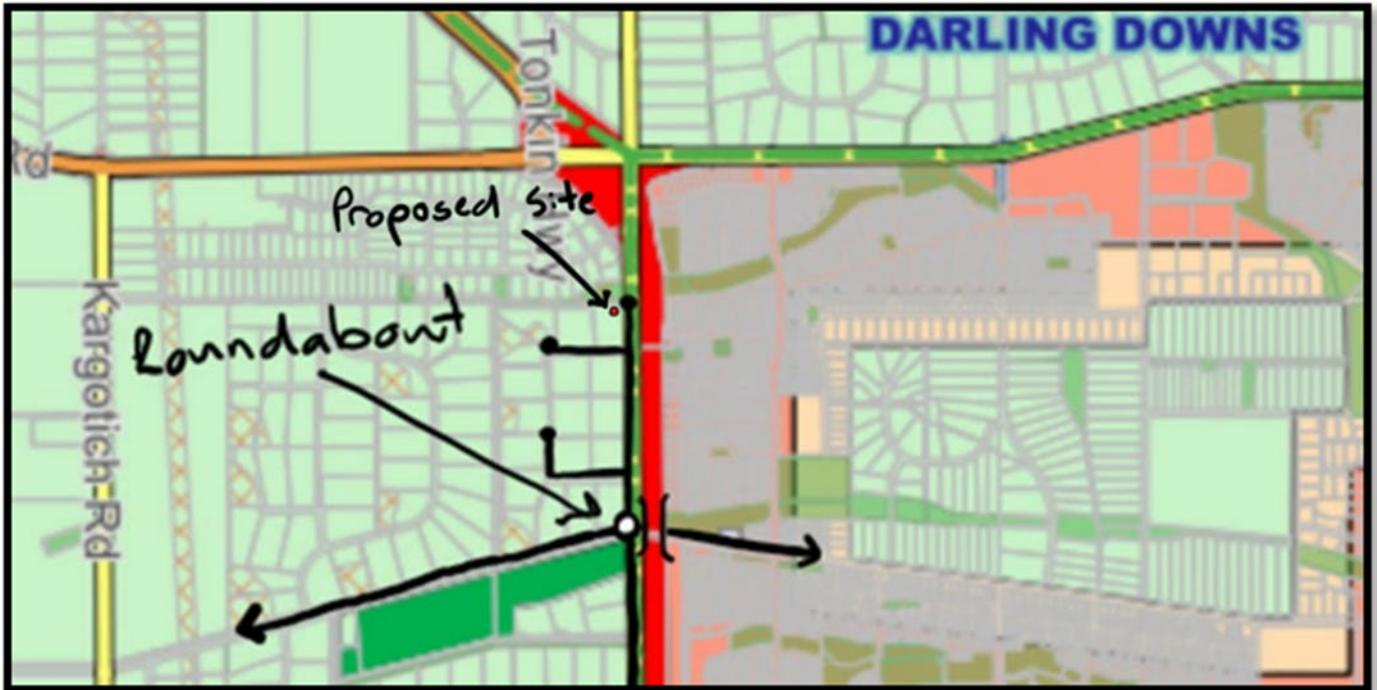 DARLING DOWNS
Tonkin Hwy
Rd
Proposed site
Roundabout
Kargotich-Rd